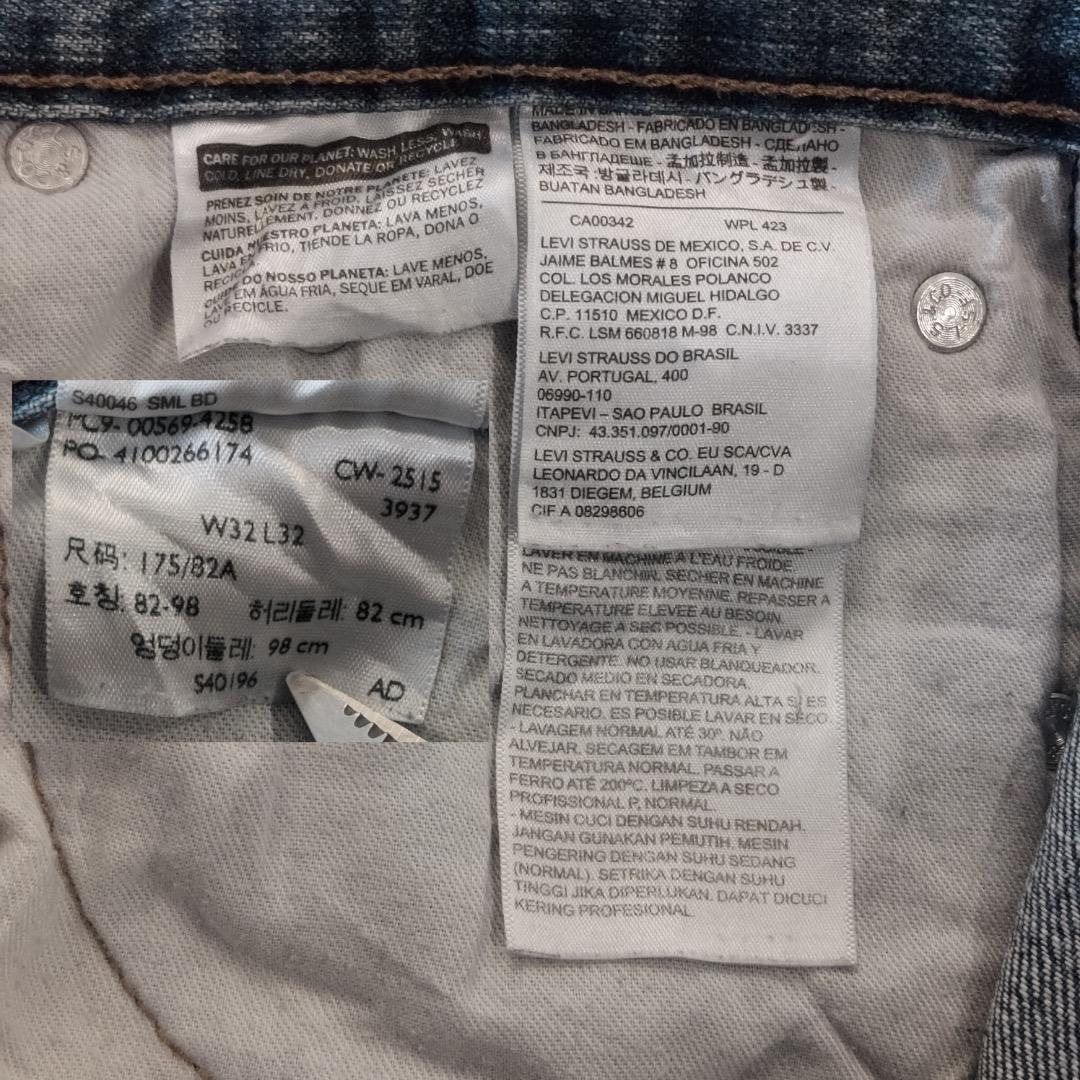 CARE FOR OUR PLANET: WASH LESS, WASH
COLD, LINE DRY, DONATE OR RECYCLE
PRENEZ SOIN DE NOTRE PLANETE: LAVEZ
MOINS, LAVEZ A FROID, LAISSEZ SÉCHER
NATURELLEMENT, DONNEZ OU RECYCLEZ
CUIDA NUESTRO PLANETA: LAVA MENOS,
LAVA EN FRIO, TIENDE LA ROPA, DONA O
DO NOSSO PLANETA: LAVE MENOS,
EM ÁGUA FRIA, SEQUE EM VARAL, DOE
OU RECICLE.
BANGLADESH - FABRICADO EN BANGLADESH -
FABRICADO EM BANGLADESH - СДЕЛАНО
В БАНГЛАДЕШЕ - 孟加拉制造 - 孟加拉製 -
제조국:방글라데시 - バングラデシュ製 -
BUATAN BANGLADESH
CA00342 WPL 423
LEVI STRAUSS DE MEXICO, S.A. DE C.V.
JAIME BALMES # 8 OFICINA 502
COL. LOS MORALES POLANCO
DELEGACION MIGUEL HIDALGO
C.P. 11510 MEXICO D.F.
R.F.C. LSM 660818 M-98 C.N.I.V. 3337
LEVI STRAUSS DO BRASIL
AV. PORTUGAL, 400
06990-110
ITAPEVI – SAO PAULO BRASIL
CNPJ: 43.351.097/0001-90
LEVI STRAUSS & CO. EU SCA/CVA
LEONARDO DA VINCILAAN, 19 - D
1831 DIEGEM, BELGIUM
CIF A 08298606
LAVER EN MACHINE A L'EAU FROIDE.
NE PAS BLANCHIR. SECHER EN MACHINE
A TEMPERATURE MOYENNE. REPASSER A
TEMPERATURE ELEVEE AU BESOIN.
NETTOYAGE A SEC POSSIBLE. - LAVAR
EN LAVADORA CON AGUA FRIA Y
DETERGENTE. NO USAR BLANQUEADOR.
SECADO MEDIO EN SECADORA.
PLANCHAR EN TEMPERATURA ALTA SI ES
NECESARIO. ES POSIBLE LAVAR EN SECO.
- LAVAGEM NORMAL ATÉ 30°. NÃO
ALVEJAR. SECAGEM EM TAMBOR EM
TEMPERATURA NORMAL. PASSAR A
FERRO ATÉ 200°C. LIMPEZA A SECO
PROFISSIONAL P, NORMAL.
- MESIN CUCI DENGAN SUHU RENDAH.
JANGAN GUNAKAN PEMUTIH. MESIN
PENGERING DENGAN SUHU SEDANG
(NORMAL). SETRIKA DENGAN SUHU
TINGGI JIKA DIPERLUKAN. DAPAT DICUCI
KERING PROFESIONAL.
S40046 SML BD
PC9- 00569-4258
PO- 4100266174
CW- 2515
3937
W32 L32
尺码: 175/82A
호칭: 82-98 허리둘레: 82 cm
엉덩이둘레: 98 cm
S40196 AD